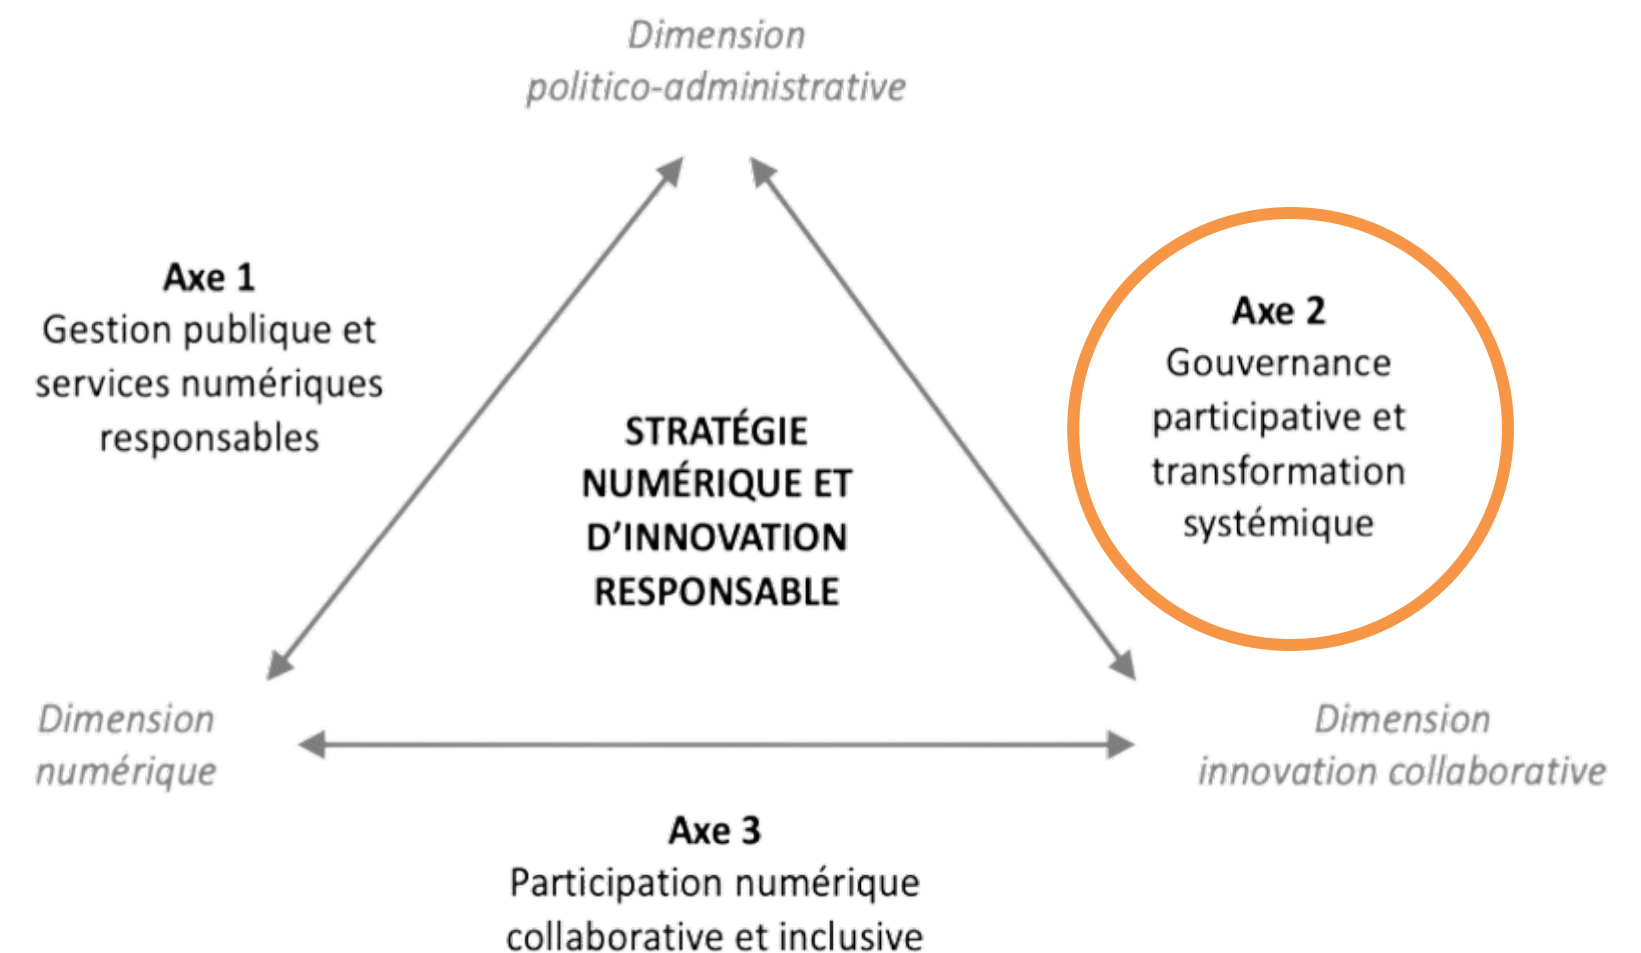 Dimension
politico-administrative
Axe 1
Gestion publique et
services numériques
responsables
Axe 2
Gouvernance
participative et
transformation
systémique
STRATÉGIE
NUMÉRIQUE ET
D’INNOVATION
RESPONSABLE
Dimension
numérique
Dimension
innovation collaborative
Axe 3
Participation numérique
collaborative et inclusive